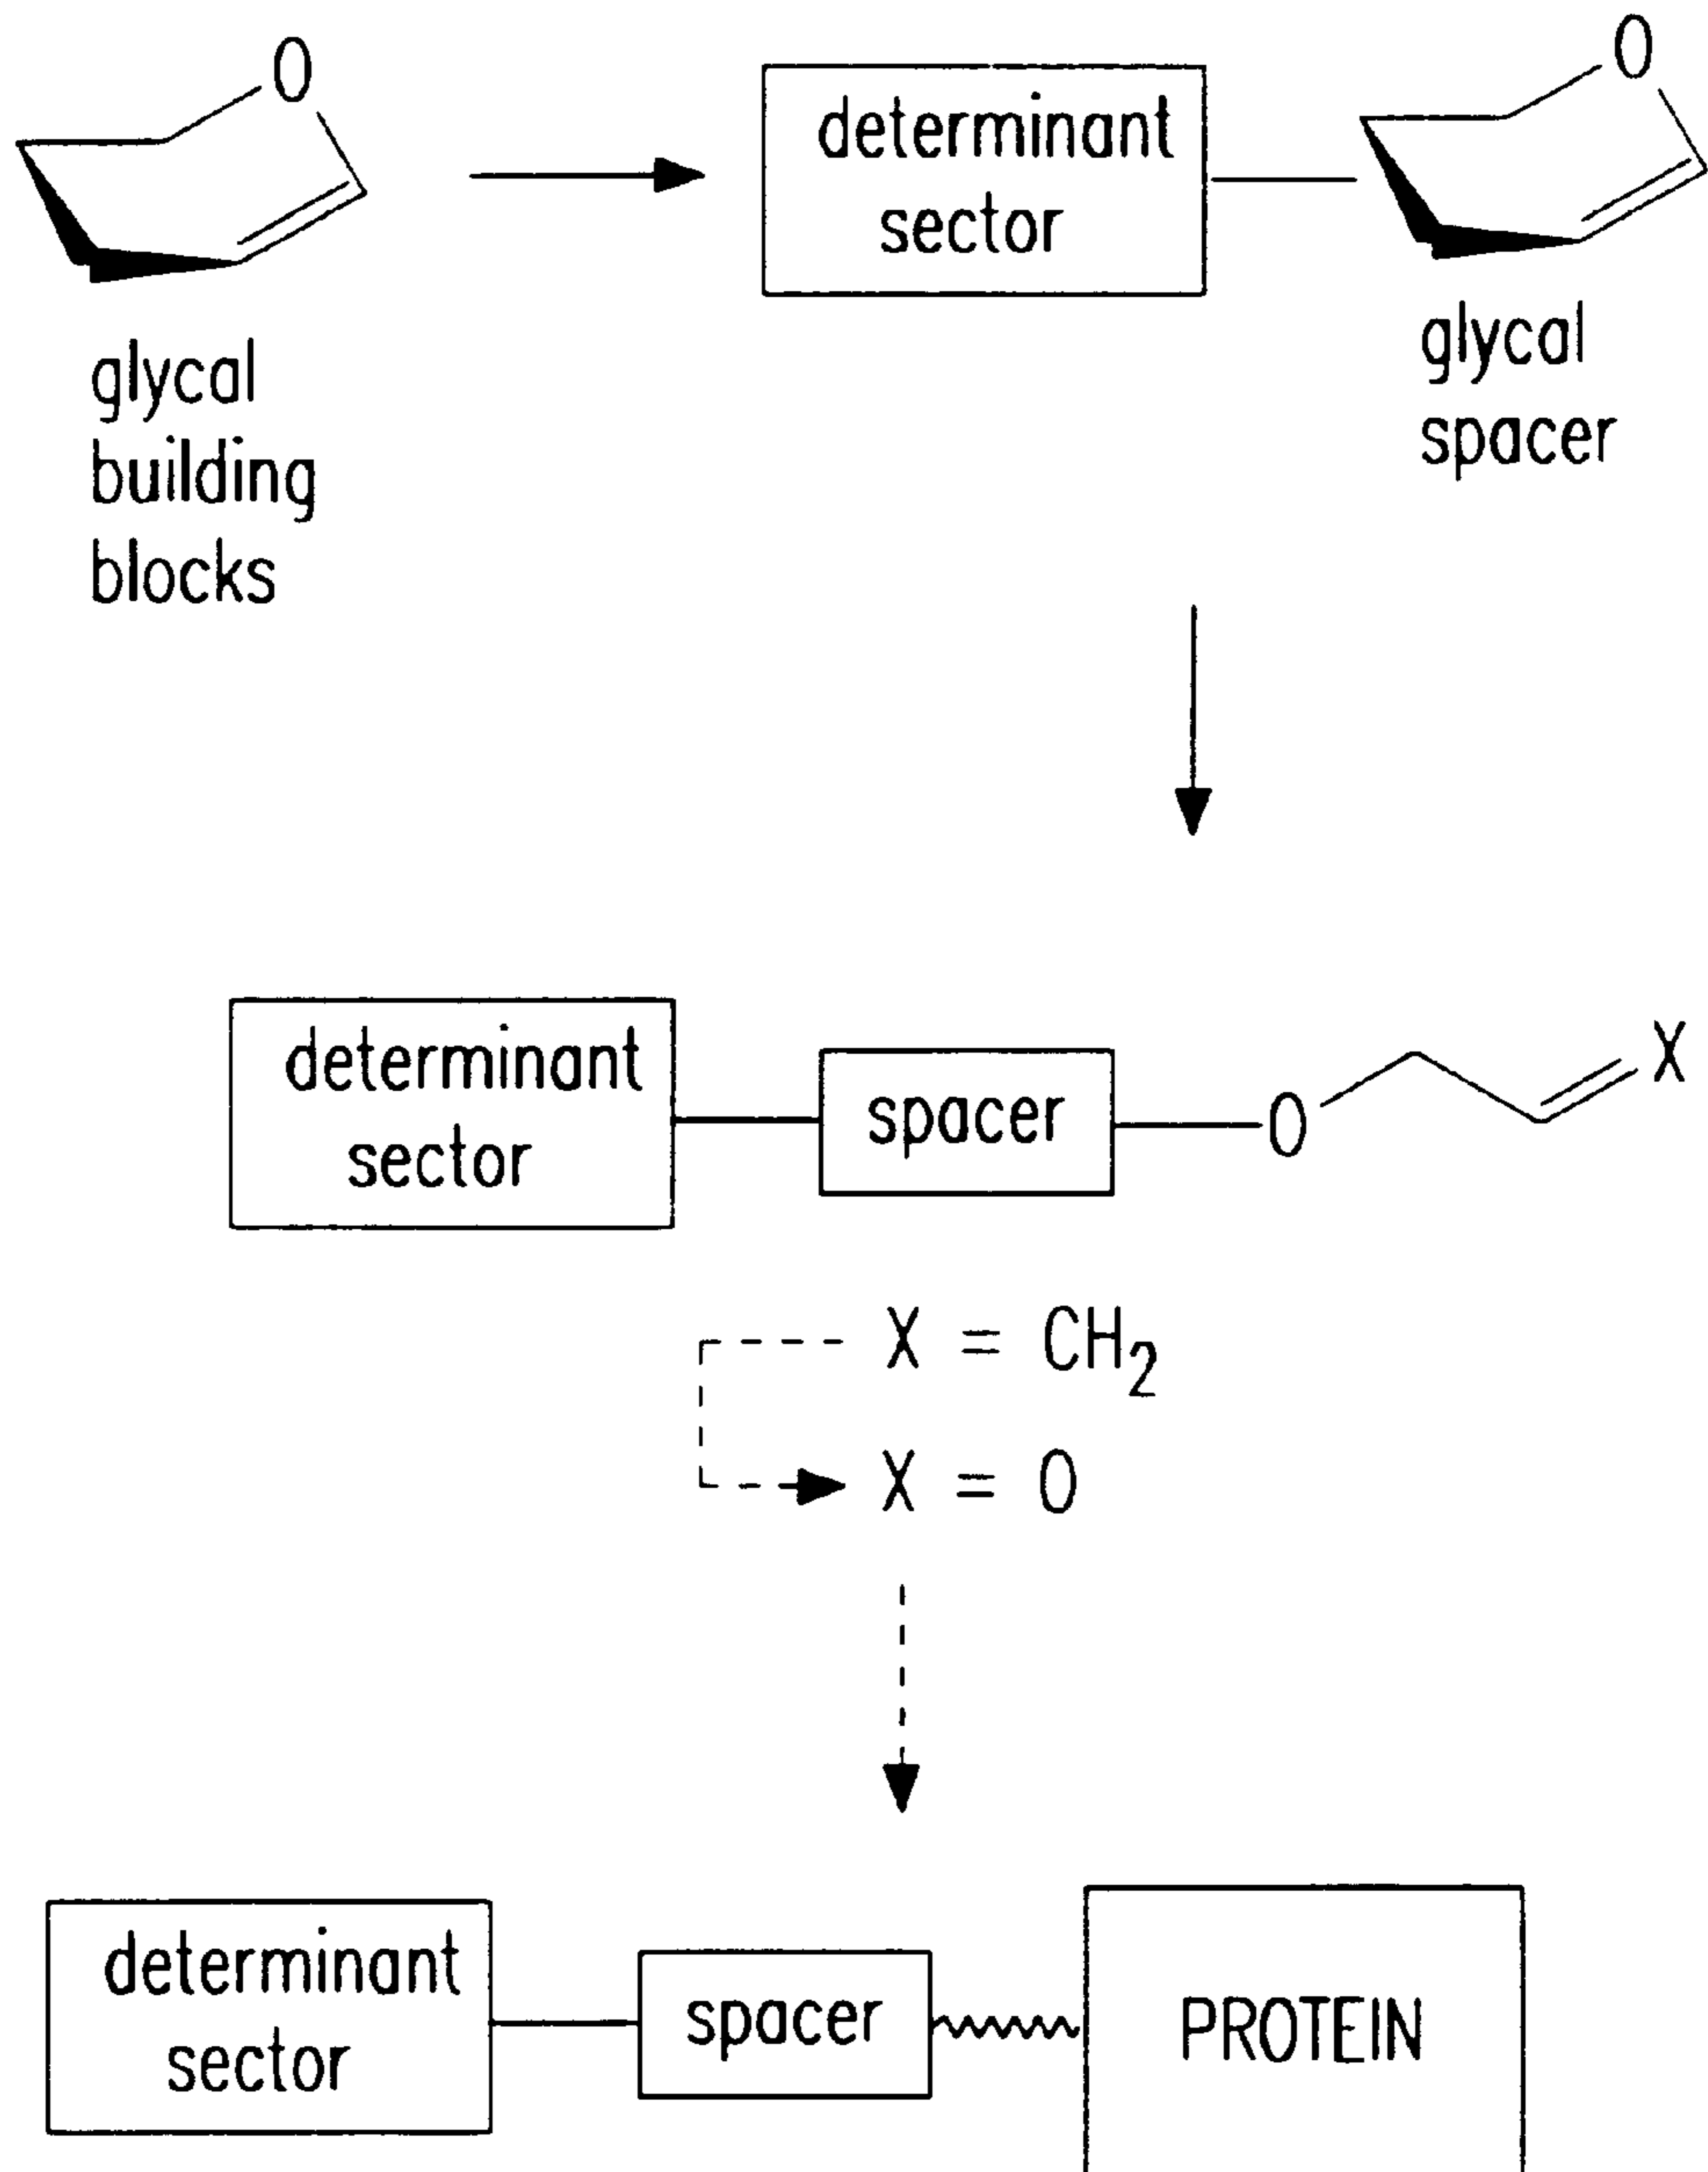 O
O
determinant
sector
glycal
building
blocks
glycal
spacer
determinant
sector
spacer
O
X
X = CH2
X = O
determinant
sector
spacer
PROTEIN